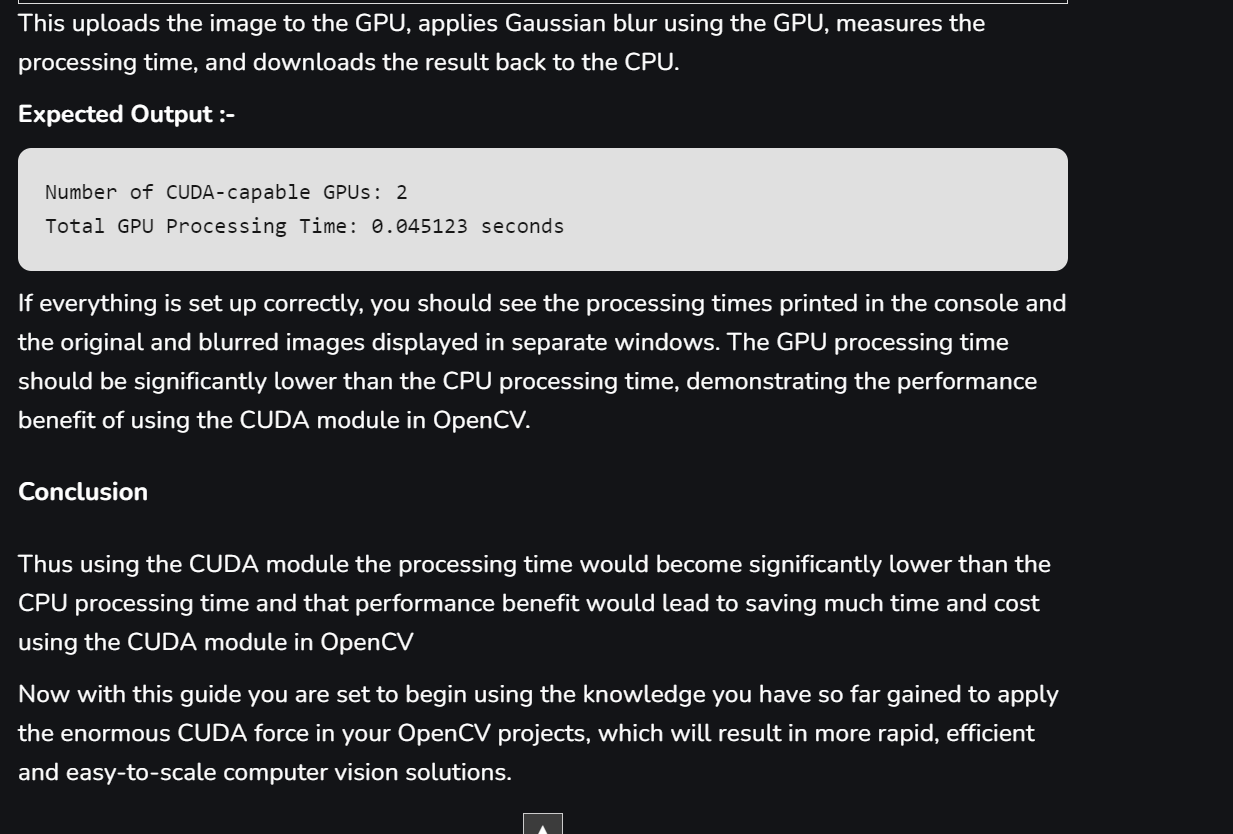 This uploads the image to the GPU, applies Gaussian blur using the GPU, measures the
processing time, and downloads the result back to the CPU.
Expected Output :-
Number of CUDA-capable GPUs: 2
Total GPU Processing Time: 0.045123 seconds
If everything is set up correctly, you should see the processing times printed in the console and
the original and blurred images displayed in separate windows. The GPU processing time
should be significantly lower than the CPU processing time, demonstrating the performance
benefit of using the CUDA module in OpenCV.
Conclusion
Thus using the CUDA module the processing time would become significantly lower than the
CPU processing time and that performance benefit would lead to saving much time and cost
using the CUDA module in OpenCV
Now with this guide you are set to begin using the knowledge you have so far gained to apply
the enormous CUDA force in your OpenCV projects, which will result in more rapid, efficient
and easy-to-scale computer vision solutions.